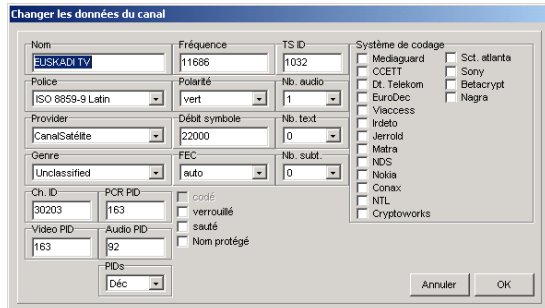 Changer les données du canal
Nom
EUSKADI TV
Fréquence
11686
TS ID
1032
Police
ISO 8859-9 Latin
Polarité
vert
Nb. audio
1
Provider
CanalSatélite
Débit symbole
22000
Nb. text
0
Genre
Unclassified
FEC
auto
Nb. subt.
0
Ch. ID
30203
PCR PID
163
Video PID
163
Audio PID
92
PIDs
Déc
codé
verrouillé
sauté
Nom protégé
Système de codage
Mediaguard
CCETT
Dt. Telekom
EuroDec
Viaccess
Irdeto
Jerrold
Matra
NDS
Nokia
Conax
NTL
Cryptoworks
Sct. atlanta
Sony
Betacrypt
Nagra
Annuler
OK